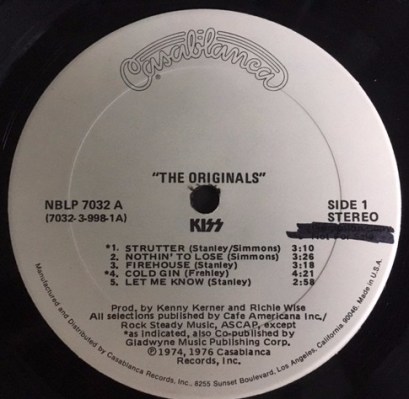 Casablanca
"THE ORIGINALS"
NBLP 7032 A
(7032-3-998-1A)
KISS
SIDE 1
STEREO
*1. STRUTTER (Stanley/Simmons) 3:10
2. NOTHIN' TO LOSE (Simmons) 3:26
3. FIREHOUSE (Stanley) 3:18
*4. COLD GIN (Frehley) 4:21
5. LET ME KNOW (Stanley) 2:58
Prod. by Kenny Kerner and Richie Wise
All selections published by Cafe Americana Inc./
Rock Steady Music, ASCAP, except
*as indicated, also Co-published by
Gladwyne Music Publishing Corp.
Ⓟ1974, 1976 Casablanca
Records, Inc.
Manufactured and Distributed by Casablanca Records, Inc., 8255 Sunset Boulevard, Los Angeles, California 90046. Made in U.S.A.